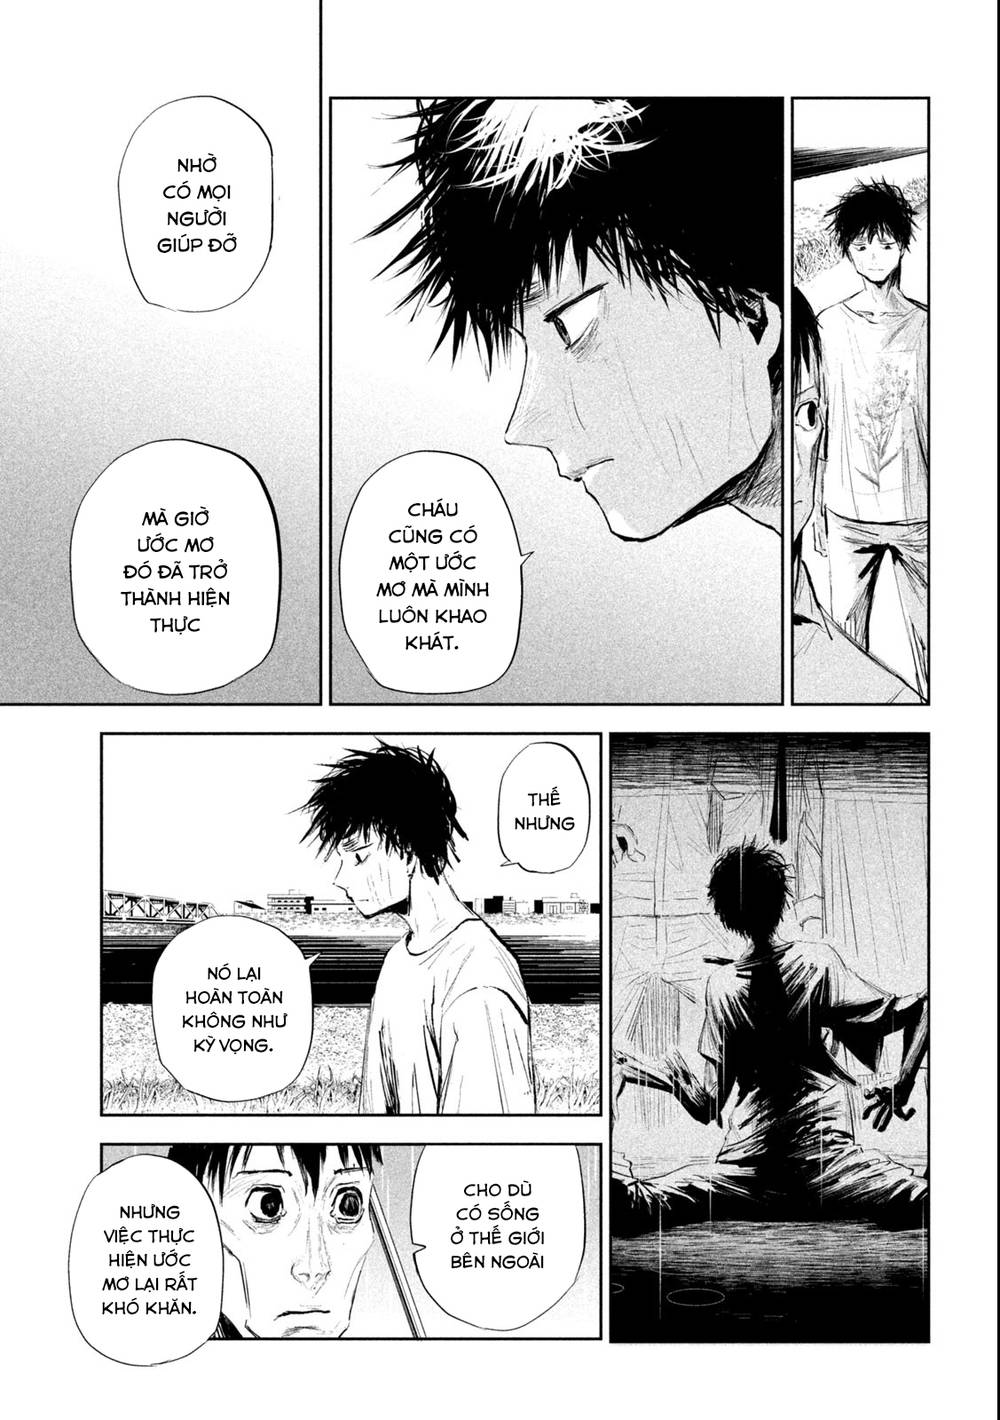 CHÁU
CŨNG CÓ
MỘT ƯỚC
MƠ MÀ MÌNH
LUÔN KHAO
KHÁT.
NHỜ
CÓ MỌI
NGƯỜI
GIÚP ĐỠ
MÀ GIỜ
ƯỚC MƠ
ĐÓ ĐÃ TRỞ
THÀNH HIỆN
THỰC
THẾ
NHƯNG
NÓ LẠI
HOÀN TOÀN
KHÔNG NHƯ
KỲ VỌNG.
CHO DÙ
CÓ SỐNG
Ở THẾ GIỚI
BÊN NGOÀI
NHƯNG
VIỆC THỰC
HIỆN ƯỚC
MƠ LẠI RẤT
KHÓ KHĂN.